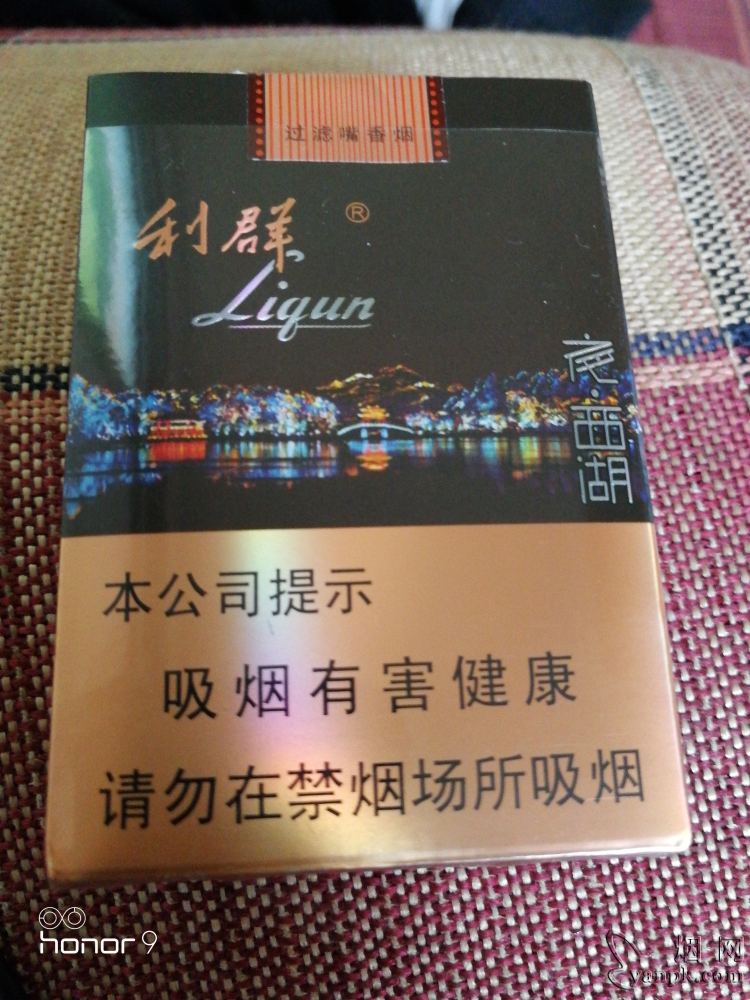 过滤嘴香烟
利群®
Liqun
夜·西湖
本公司提示
吸烟有害健康
请勿在禁烟场所吸烟
honor 9
烟网
yanpk.com